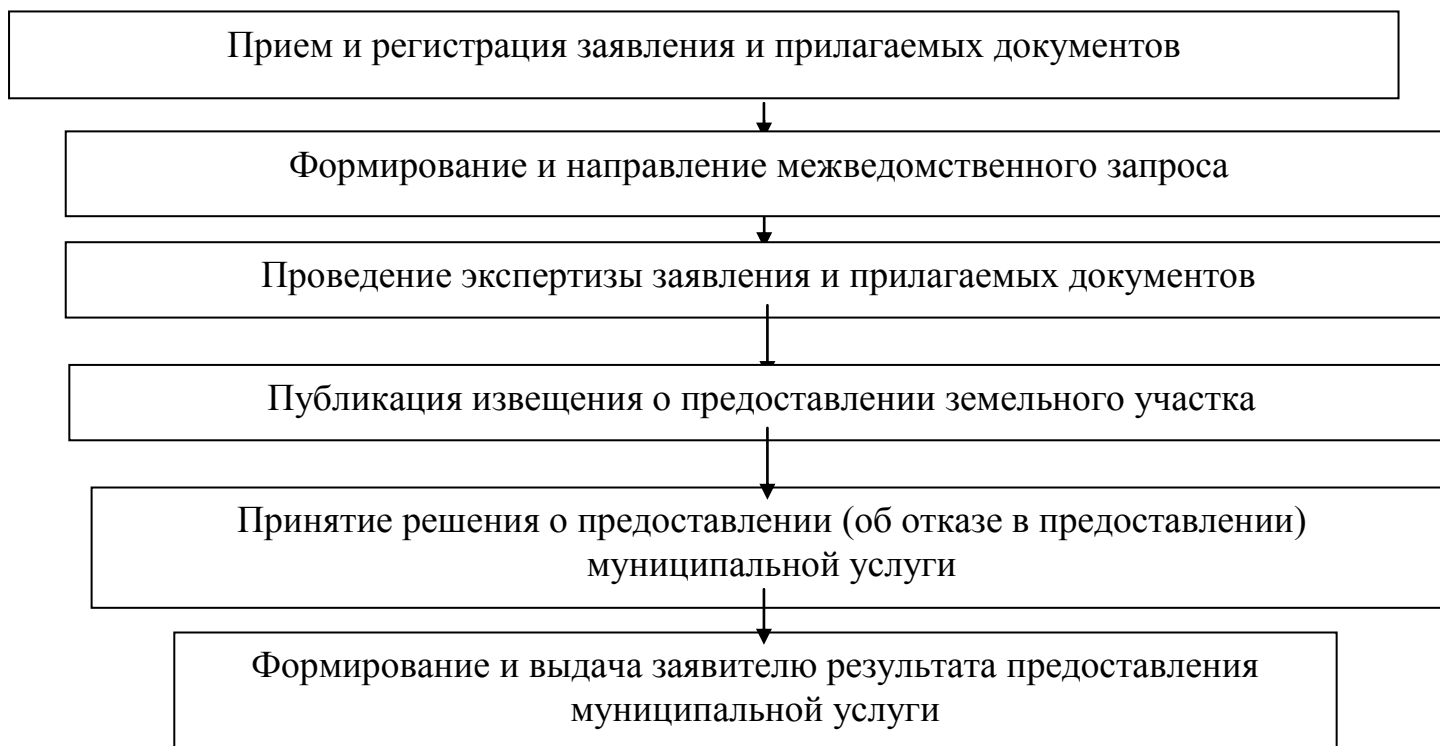 Прием и регистрация заявления и прилагаемых документов
Формирование и направление межведомственного запроса
Проведение экспертизы заявления и прилагаемых документов
Публикация извещения о предоставлении земельного участка
Принятие решения о предоставлении (об отказе в предоставлении)
муниципальной услуги
Формирование и выдача заявителю результата предоставления
муниципальной услуги